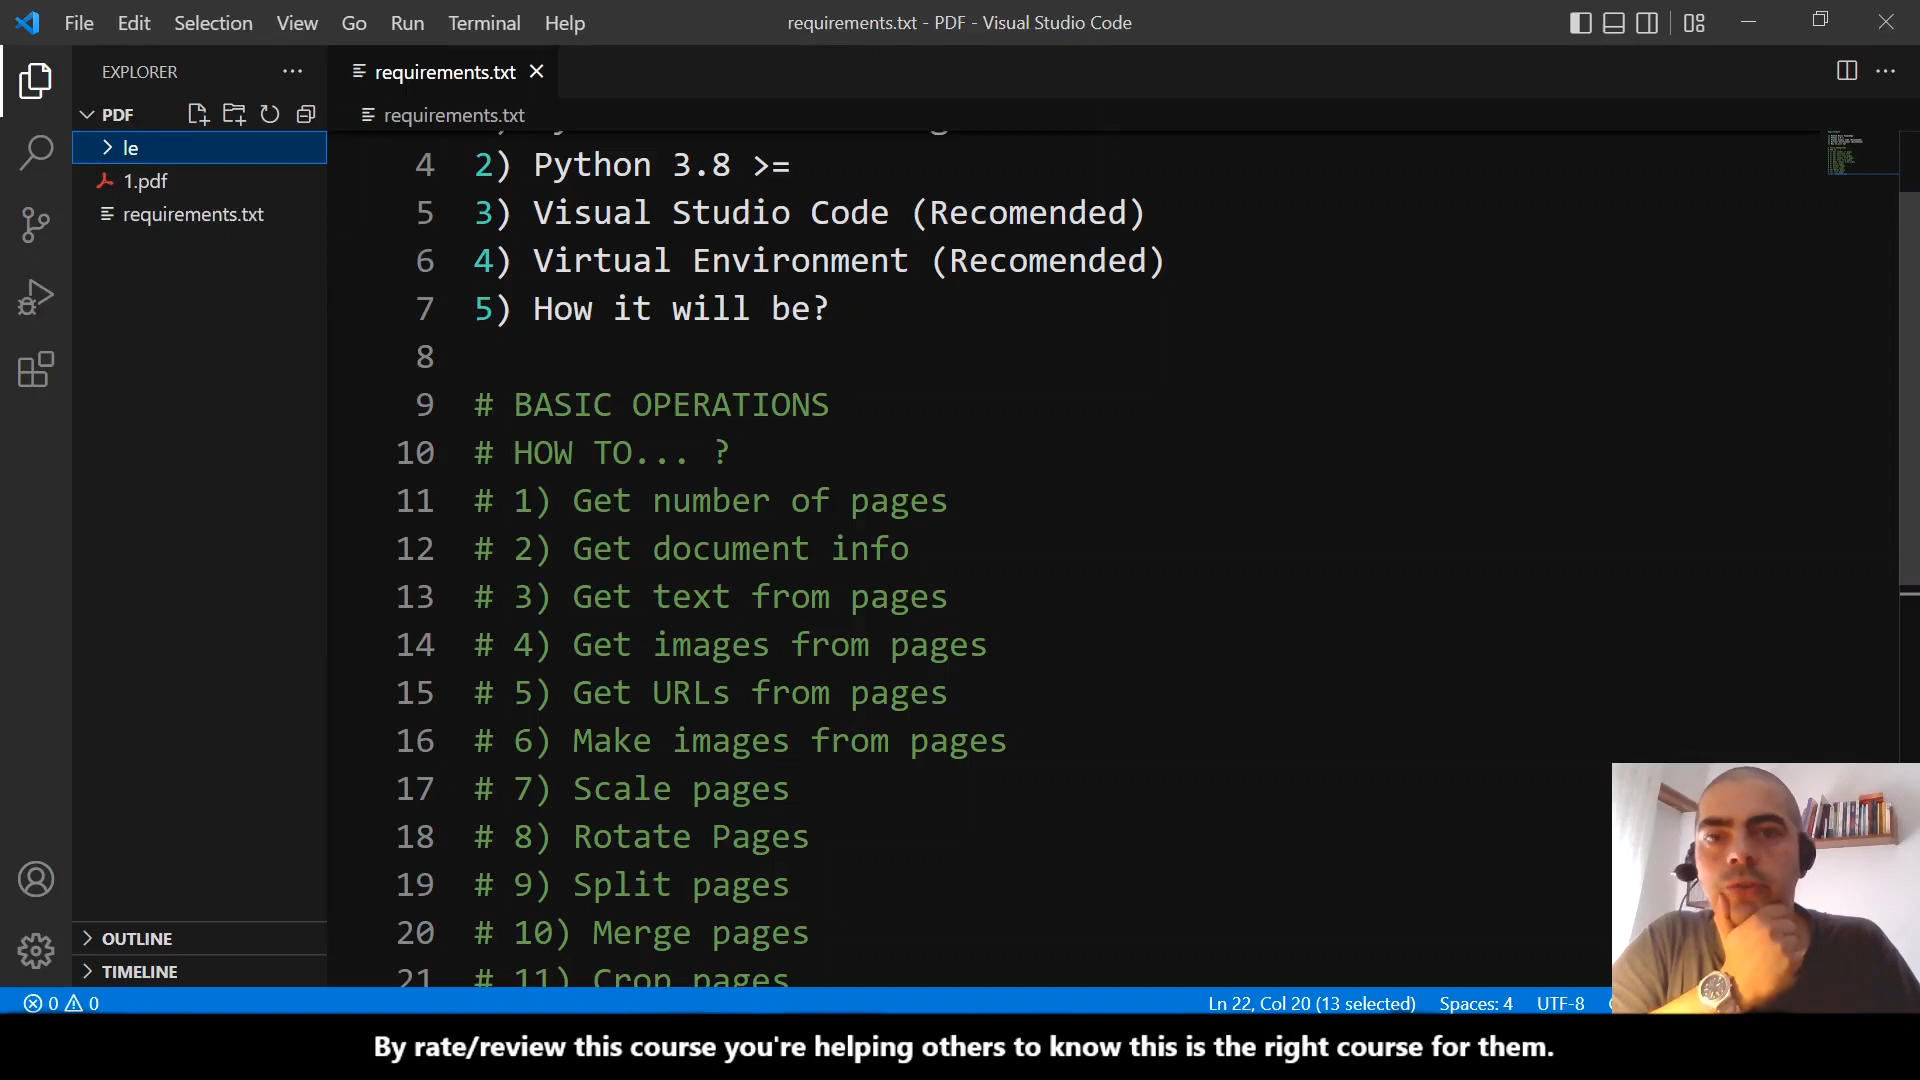 File Edit Selection View Go Run Terminal Help
requirements.txt - PDF - Visual Studio Code
EXPLORER
requirements.txt
PDF
requirements.txt
le
1.pdf
requirements.txt
4 2) Python 3.8 >=
5 3) Visual Studio Code (Recomended)
6 4) Virtual Environment (Recomended)
7 5) How it will be?
8
9 # BASIC OPERATIONS
10 # HOW TO... ?
11 # 1) Get number of pages
12 # 2) Get document info
13 # 3) Get text from pages
14 # 4) Get images from pages
15 # 5) Get URLs from pages
16 # 6) Make images from pages
17 # 7) Scale pages
18 # 8) Rotate Pages
19 # 9) Split pages
20 # 10) Merge pages
21 # 11) Crop pages
OUTLINE
TIMELINE
0 0
Ln 22, Col 20 (13 selected) Spaces: 4 UTF-8
By rate/review this course you're helping others to know this is the right course for them.